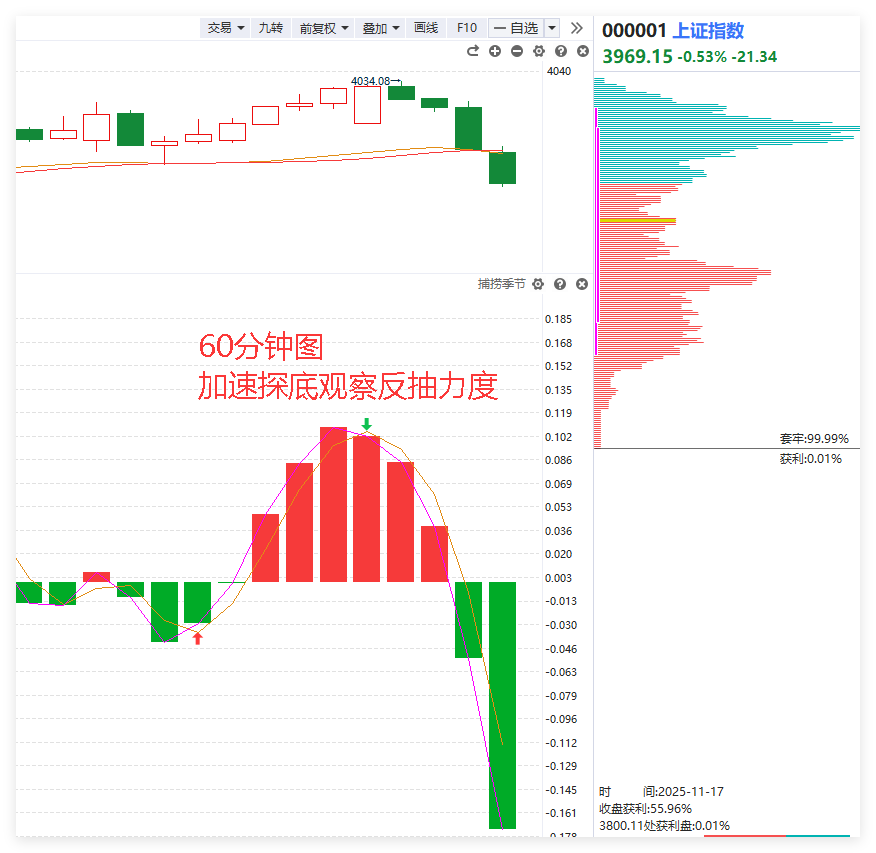 交易 九转 前复权 叠加 画线 F10 一 自选
000001 上证指数
3969.15 -0.53% -21.34
4034.08→
4040
捕捞季节
60分钟图
加速探底观察反抽力度
0.185
0.168
0.152
0.135
0.119
0.102
0.086
0.069
0.053
0.036
0.020
0.003
-0.013
-0.030
-0.046
-0.063
-0.079
-0.096
-0.112
-0.129
-0.145
-0.161
-0.178
套牢:99.99%
获利:0.01%
时 间:2025-11-17
收盘获利:55.96%
3800.11处获利盘:0.01%